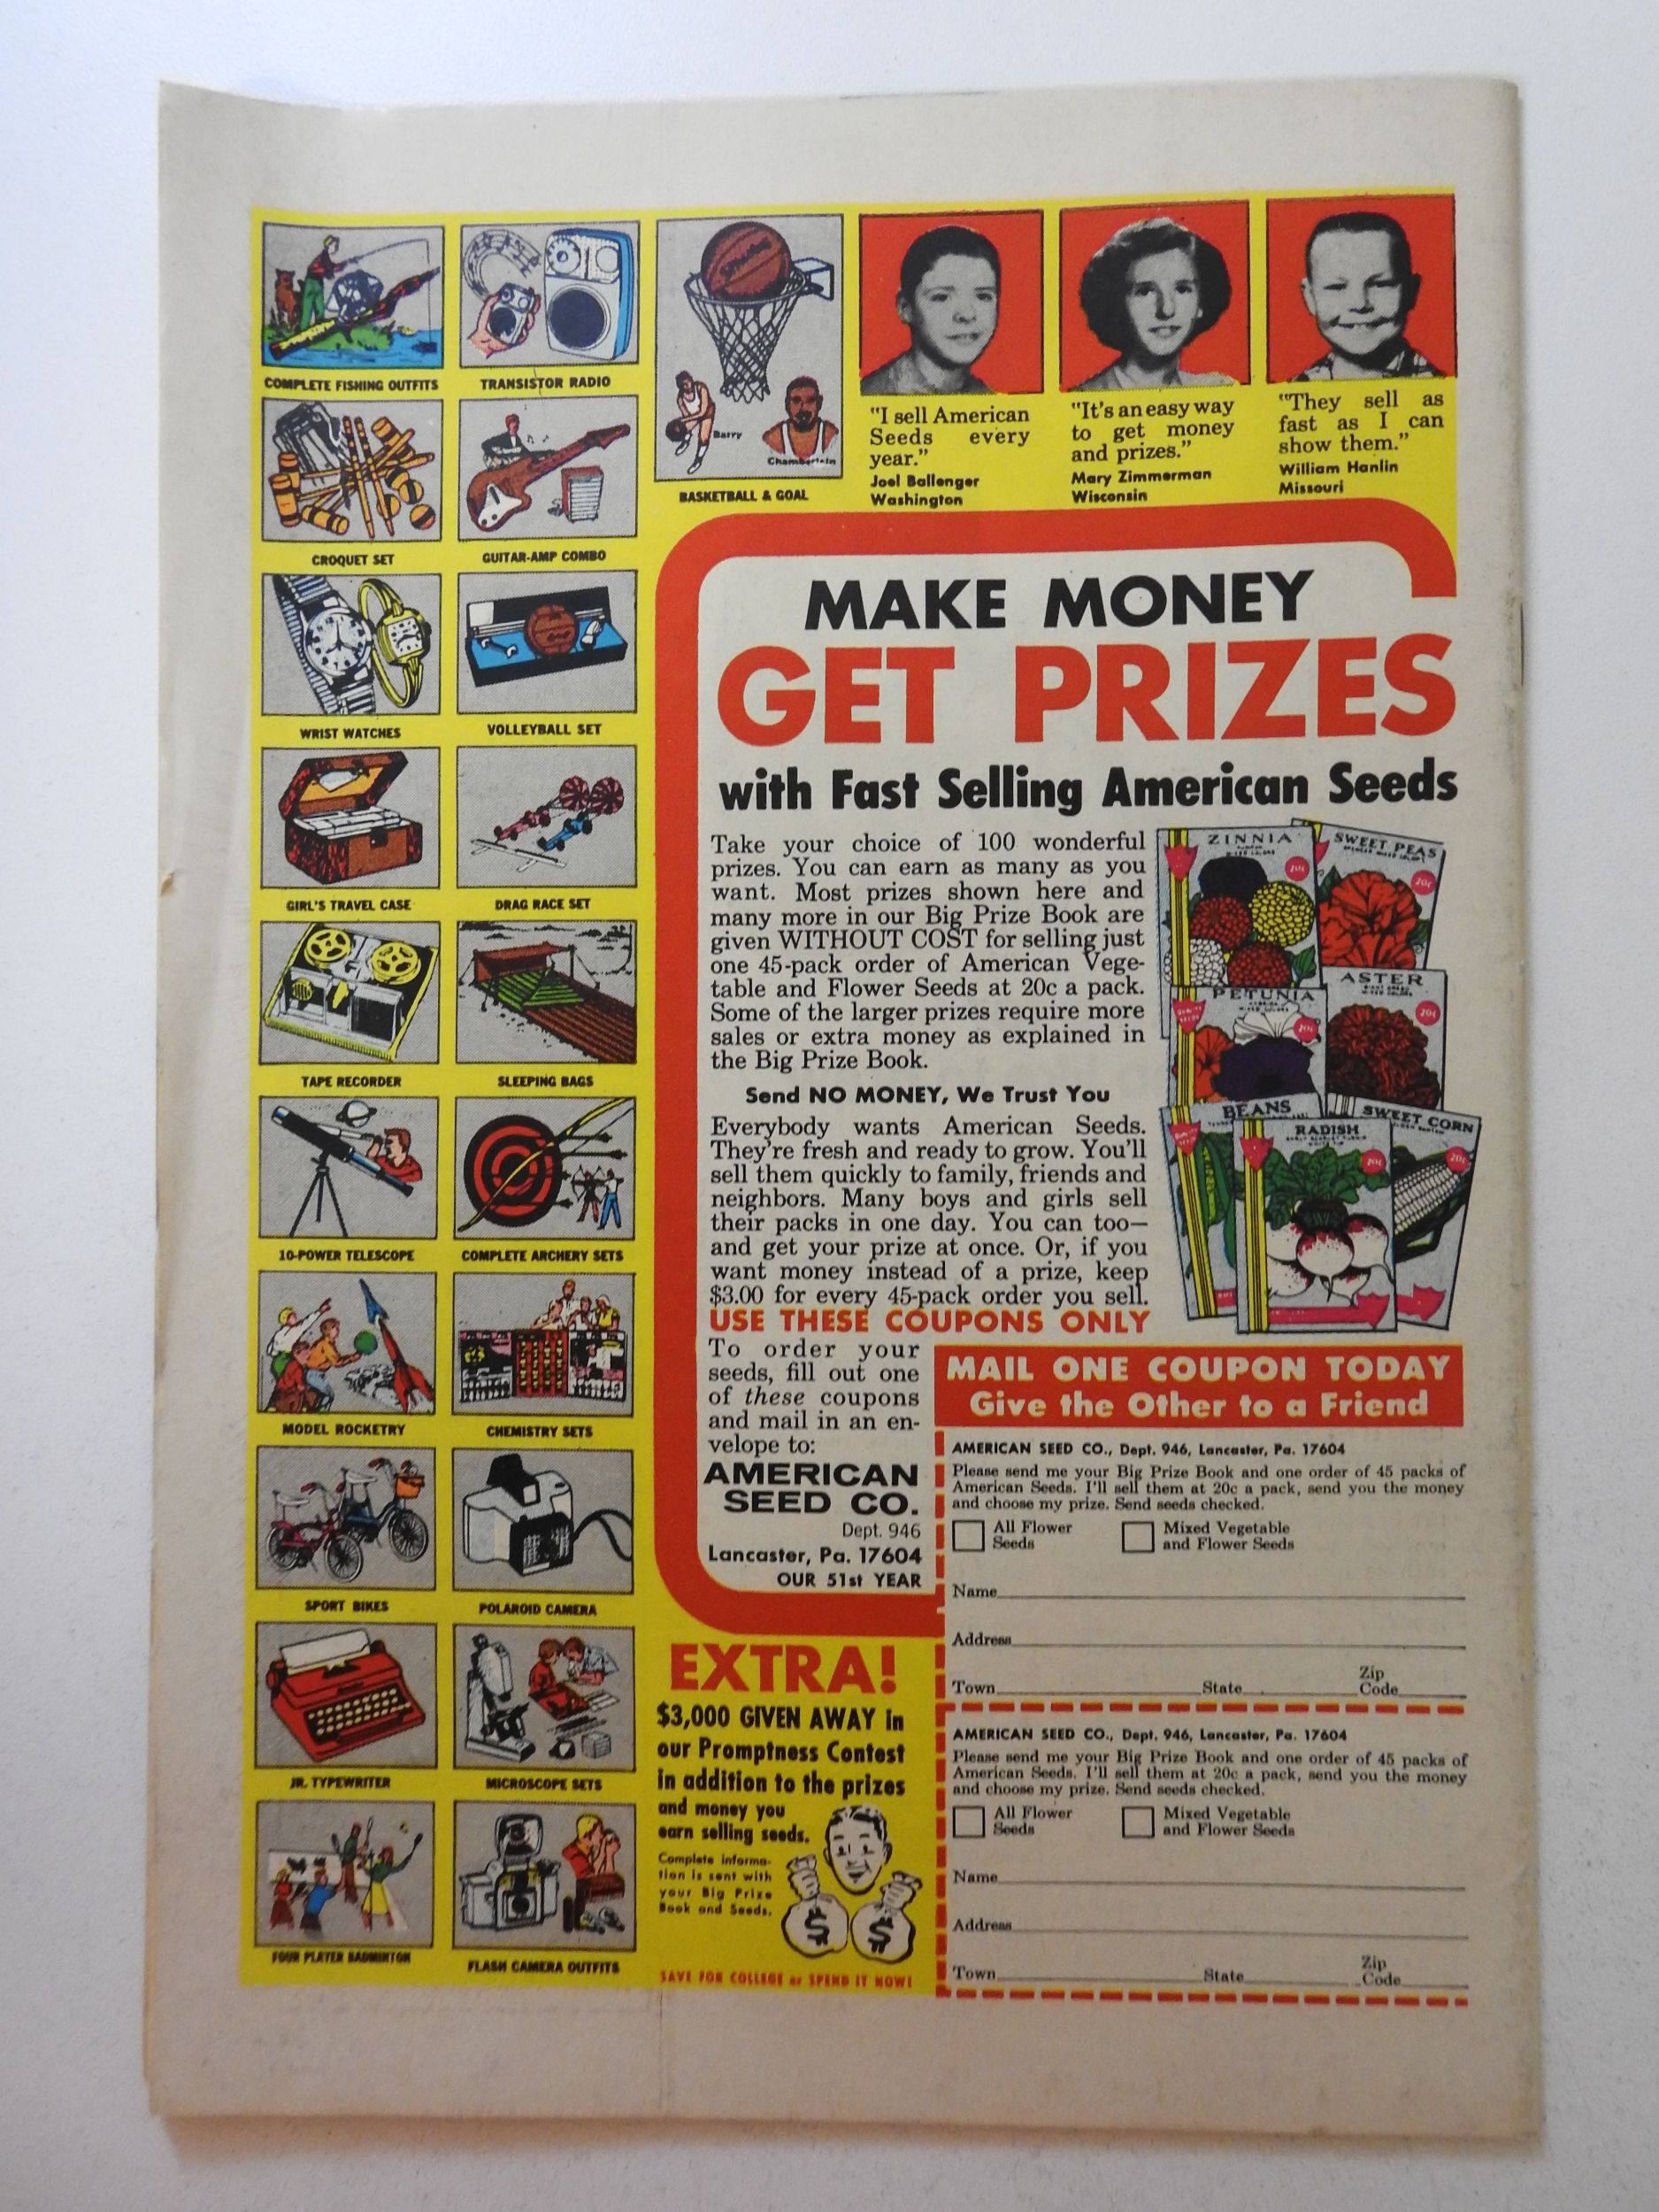 COMPLETE FISHING OUTFITS
TRANSISTOR RADIO
Barry
Chamberlain
BASKETBALL & GOAL
"I sell American
Seeds every
year."
Joel Ballenger
Washington
"It's an easy way
to get money
and prizes."
Mary Zimmerman
Wisconsin
"They sell as
fast as I can
show them."
William Hanlin
Missouri
CROQUET SET
GUITAR-AMP COMBO
WRIST WATCHES
VOLLEYBALL SET
GIRL'S TRAVEL CASE
DRAG RACE SET
TAPE RECORDER
SLEEPING BAGS
10-POWER TELESCOPE
COMPLETE ARCHERY SETS
MODEL ROCKETRY
CHEMISTRY SETS
SPORT BIKES
POLAROID CAMERA
JR. TYPEWRITER
MICROSCOPE SETS
FOUR PLAYER BADMINTON
FLASH CAMERA OUTFITS
MAKE MONEY
GET PRIZES
with Fast Selling American Seeds
Take your choice of 100 wonderful
prizes. You can earn as many as you
want. Most prizes shown here and
many more in our Big Prize Book are
given WITHOUT COST for selling just
one 45-pack order of American Vege-
table and Flower Seeds at 20c a pack.
Some of the larger prizes require more
sales or extra money as explained in
the Big Prize Book.
Send NO MONEY, We Trust You
Everybody wants American Seeds.
They're fresh and ready to grow. You'll
sell them quickly to family, friends and
neighbors. Many boys and girls sell
their packs in one day. You can too—
and get your prize at once. Or, if you
want money instead of a prize, keep
$3.00 for every 45-pack order you sell.
USE THESE COUPONS ONLY
To order your
seeds, fill out one
of these coupons
and mail in an en-
velope to:
AMERICAN
SEED CO.
Dept. 946
Lancaster, Pa. 17604
OUR 51st YEAR
ZINNIA
20¢
SWEET PEAS
20¢
PETUNIA
20¢
ASTER
20¢
BEANS
RADISH
20¢
SWEET CORN
20¢
MAIL ONE COUPON TODAY
Give the Other to a Friend
AMERICAN SEED CO., Dept. 946, Lancaster, Pa. 17604
Please send me your Big Prize Book and one order of 45 packs of
American Seeds. I'll sell them at 20c a pack, send you the money
and choose my prize. Send seeds checked.
All Flower
Seeds
Mixed Vegetable
and Flower Seeds
Name
Address
Town State Zip
Code
AMERICAN SEED CO., Dept. 946, Lancaster, Pa. 17604
Please send me your Big Prize Book and one order of 45 packs of
American Seeds. I'll sell them at 20c a pack, send you the money
and choose my prize. Send seeds checked.
All Flower
Seeds
Mixed Vegetable
and Flower Seeds
Name
Address
Town State Zip
Code
EXTRA!
$3,000 GIVEN AWAY in
our Promptness Contest
in addition to the prizes
and money you
earn selling seeds.
Complete informa-
tion is sent with
your Big Prize
Book and Seeds.
$ $
SAVE FOR COLLEGE or SPEND IT NOW!